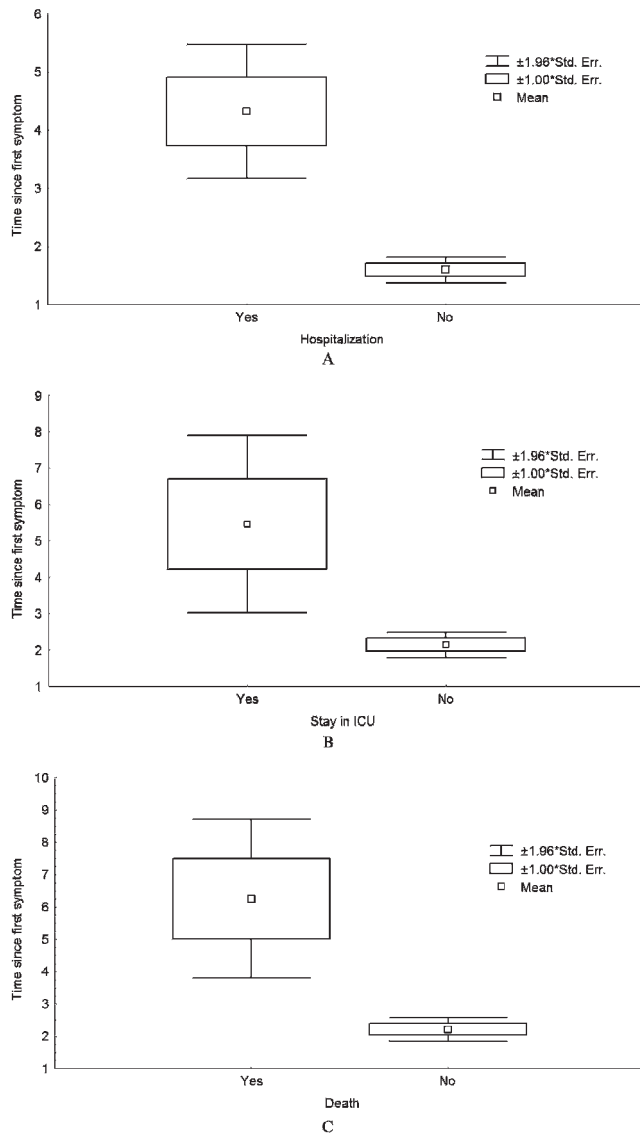 6
5
4
3
2
1
Time since first symptom
±1.96*Std. Err.
±1.00*Std. Err.
Mean
Yes No
Hospitalization
A
9
8
7
6
5
4
3
2
1
Time since first symptom
±1.96*Std. Err.
±1.00*Std. Err.
Mean
Yes No
Stay in ICU
B
10
9
8
7
6
5
4
3
2
1
Time since first symptom
±1.96*Std. Err.
±1.00*Std. Err.
Mean
Yes No
Death
C